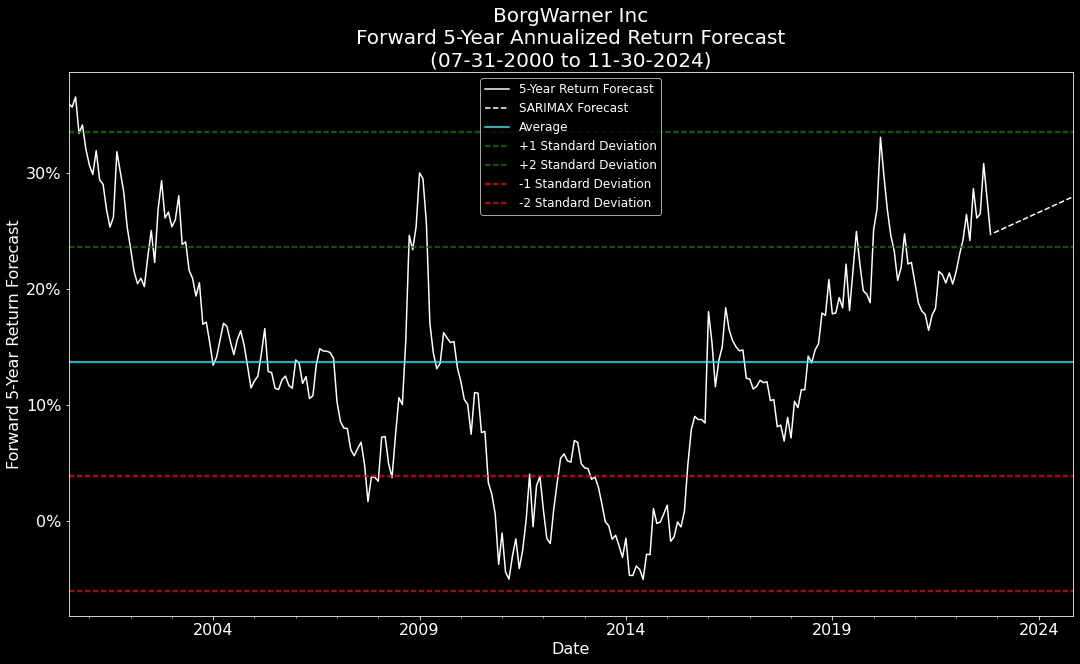 BorgWarner Inc
Forward 5-Year Annualized Return Forecast
(07-31-2000 to 11-30-2024)
5-Year Return Forecast
SARIMAX Forecast
Average
+1 Standard Deviation
+2 Standard Deviation
-1 Standard Deviation
-2 Standard Deviation
Forward 5-Year Return Forecast
30%
20%
10%
0%
2004
2009
2014
2019
2024
Date